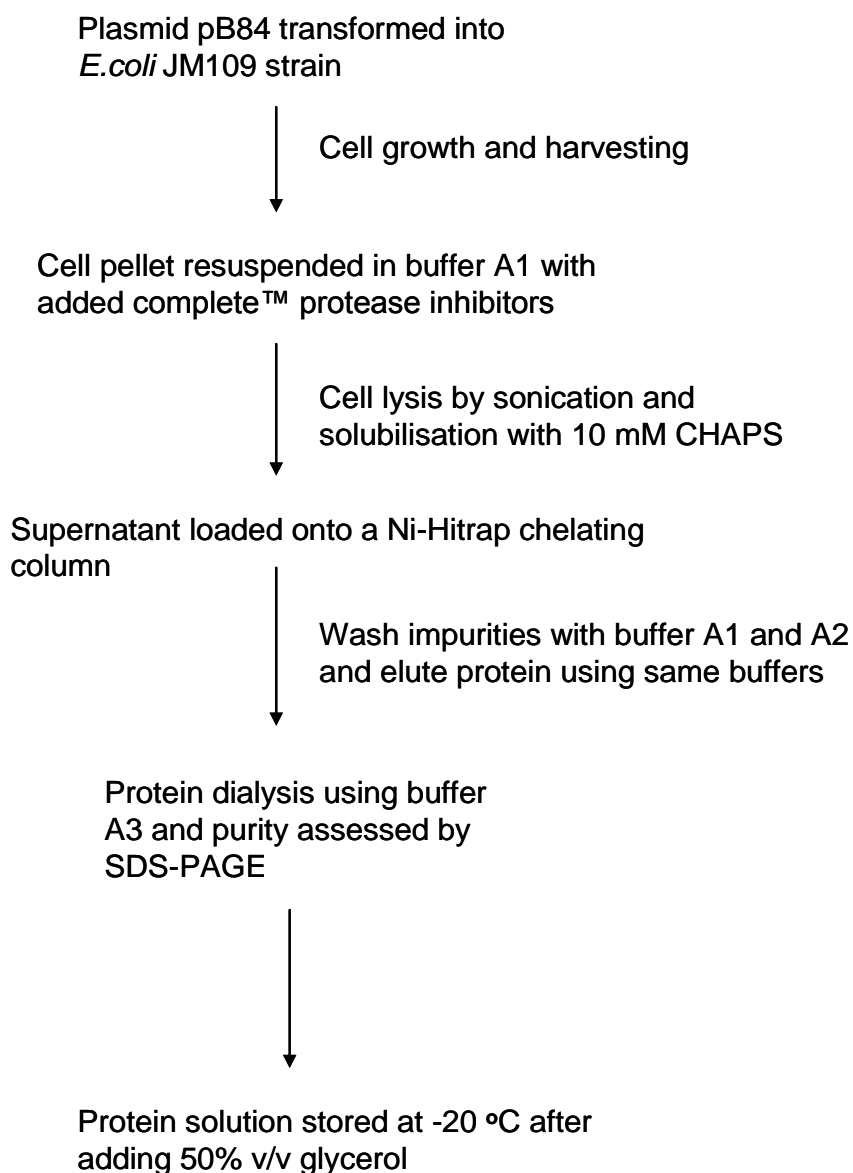 Plasmid pB84 transformed into
E.coli JM109 strain
Cell growth and harvesting
Cell pellet resuspended in buffer A1 with
added complete™ protease inhibitors
Cell lysis by sonication and
solubilisation with 10 mM CHAPS
Supernatant loaded onto a Ni-Hitrap chelating
column
Wash impurities with buffer A1 and A2
and elute protein using same buffers
Protein dialysis using buffer
A3 and purity assessed by
SDS-PAGE
Protein solution stored at -20 ºC after
adding 50% v/v glycerol